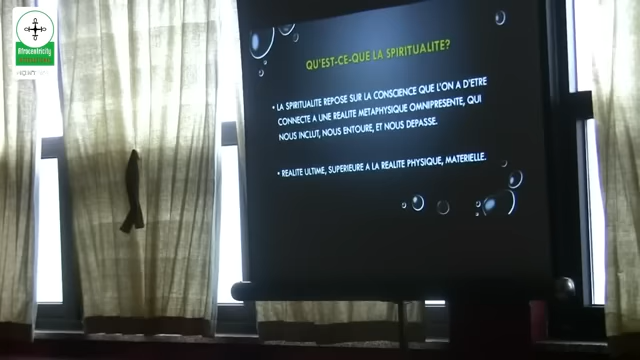 Afrocentricity
QU'EST-CE-QUE LA SPIRITUALITE?
• LA SPIRITUALITE REPOSE SUR LA CONSCIENCE QUE L'ON A D'ETRE
CONNECTE A UNE REALITE METAPHYSIQUE OMNIPRESENTE, QUI
NOUS INCLUT, NOUS ENTOURE, ET NOUS DEPASSE.
• REALITE ULTIME, SUPERIEURE A LA REALITE PHYSIQUE, MATERIELLE.